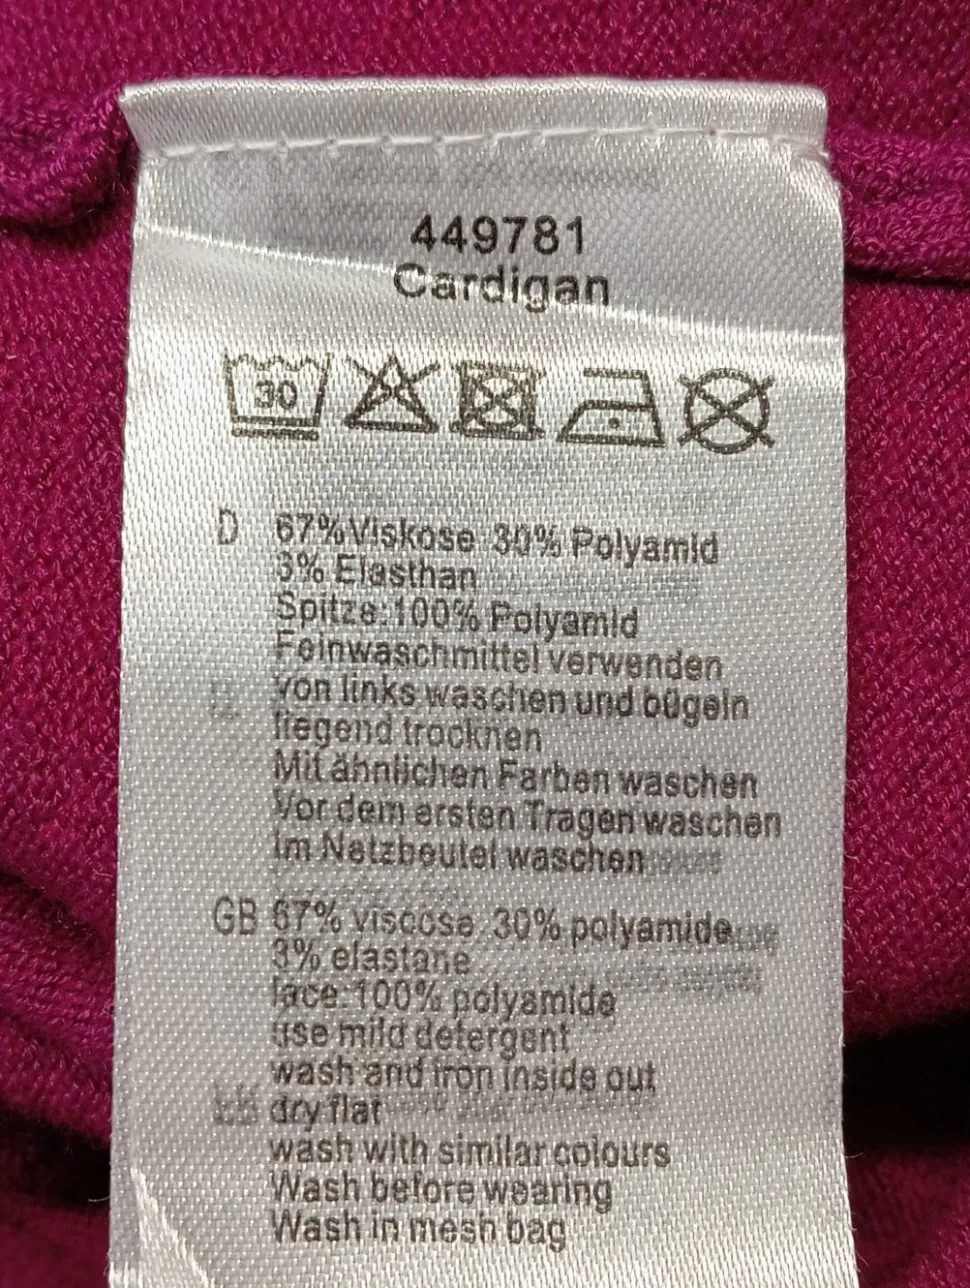 449781
Cardigan
30
D 67% Viskose 30% Polyamid
3% Elasthan
Spitze:100% Polyamid
Feinwaschmittel verwenden
von links waschen und bügeln
liegend trocknen
Mit ähnlichen Farben waschen
Vor dem ersten Tragen waschen
Im Netzbeutel waschen
GB 67% viscose 30% polyamide
3% elastane
lace:100% polyamide
use mild detergent
wash and iron inside out
dry flat
wash with similar colours
Wash before wearing
Wash in mesh bag